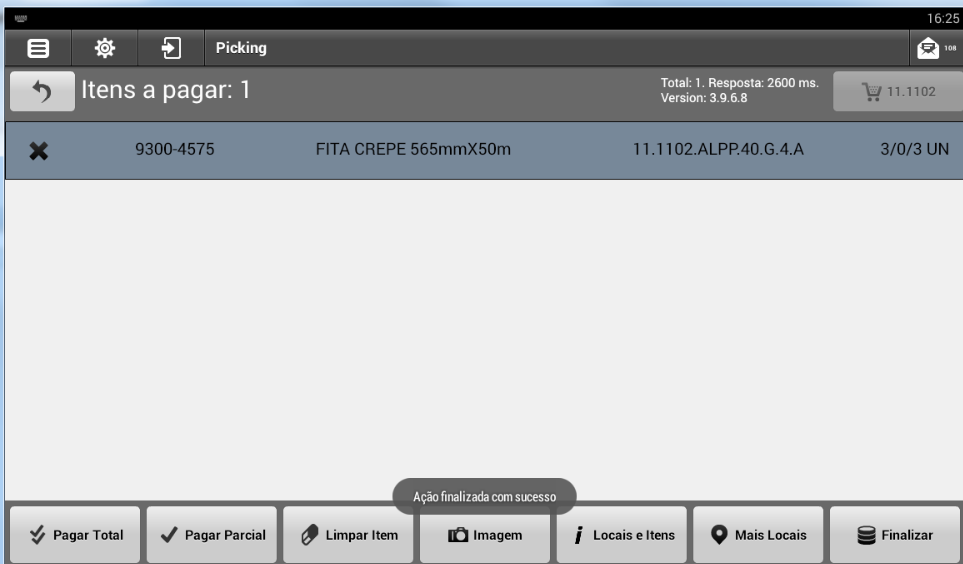 16:25
Picking
108
Itens a pagar: 1
Total: 1. Resposta: 2600 ms.
Version: 3.9.6.8
11.1102
9300-4575 FITA CREPE 565mmX50m 11.1102.ALPP.40.G.4.A 3/0/3 UN
Ação finalizada com sucesso
Pagar Total Pagar Parcial Limpar Item Imagem Locais e Itens Mais Locais Finalizar